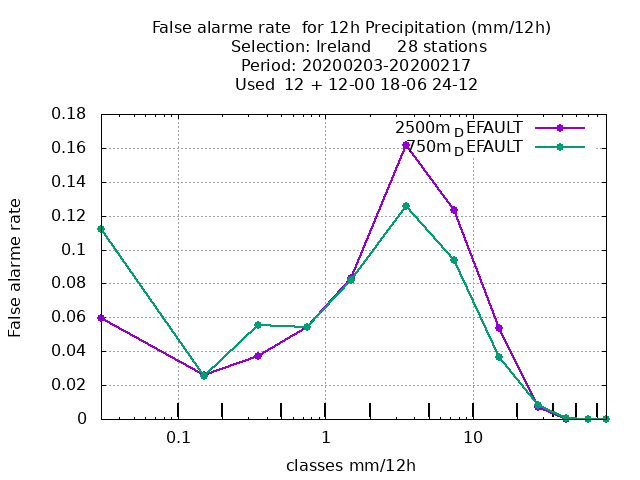 False alarme rate  for 12h Precipitation (mm/12h)
Selection: Ireland     28 stations
Period: 20200203-20200217
Used  12 + 12-00 18-06 24-12
2500m_DEFAULT
750m_DEFAULT
0.18
0.16
0.14
0.12
0.1
0.08
0.06
0.04
0.02
0
False alarme rate
0.1 1 10
classes mm/12h